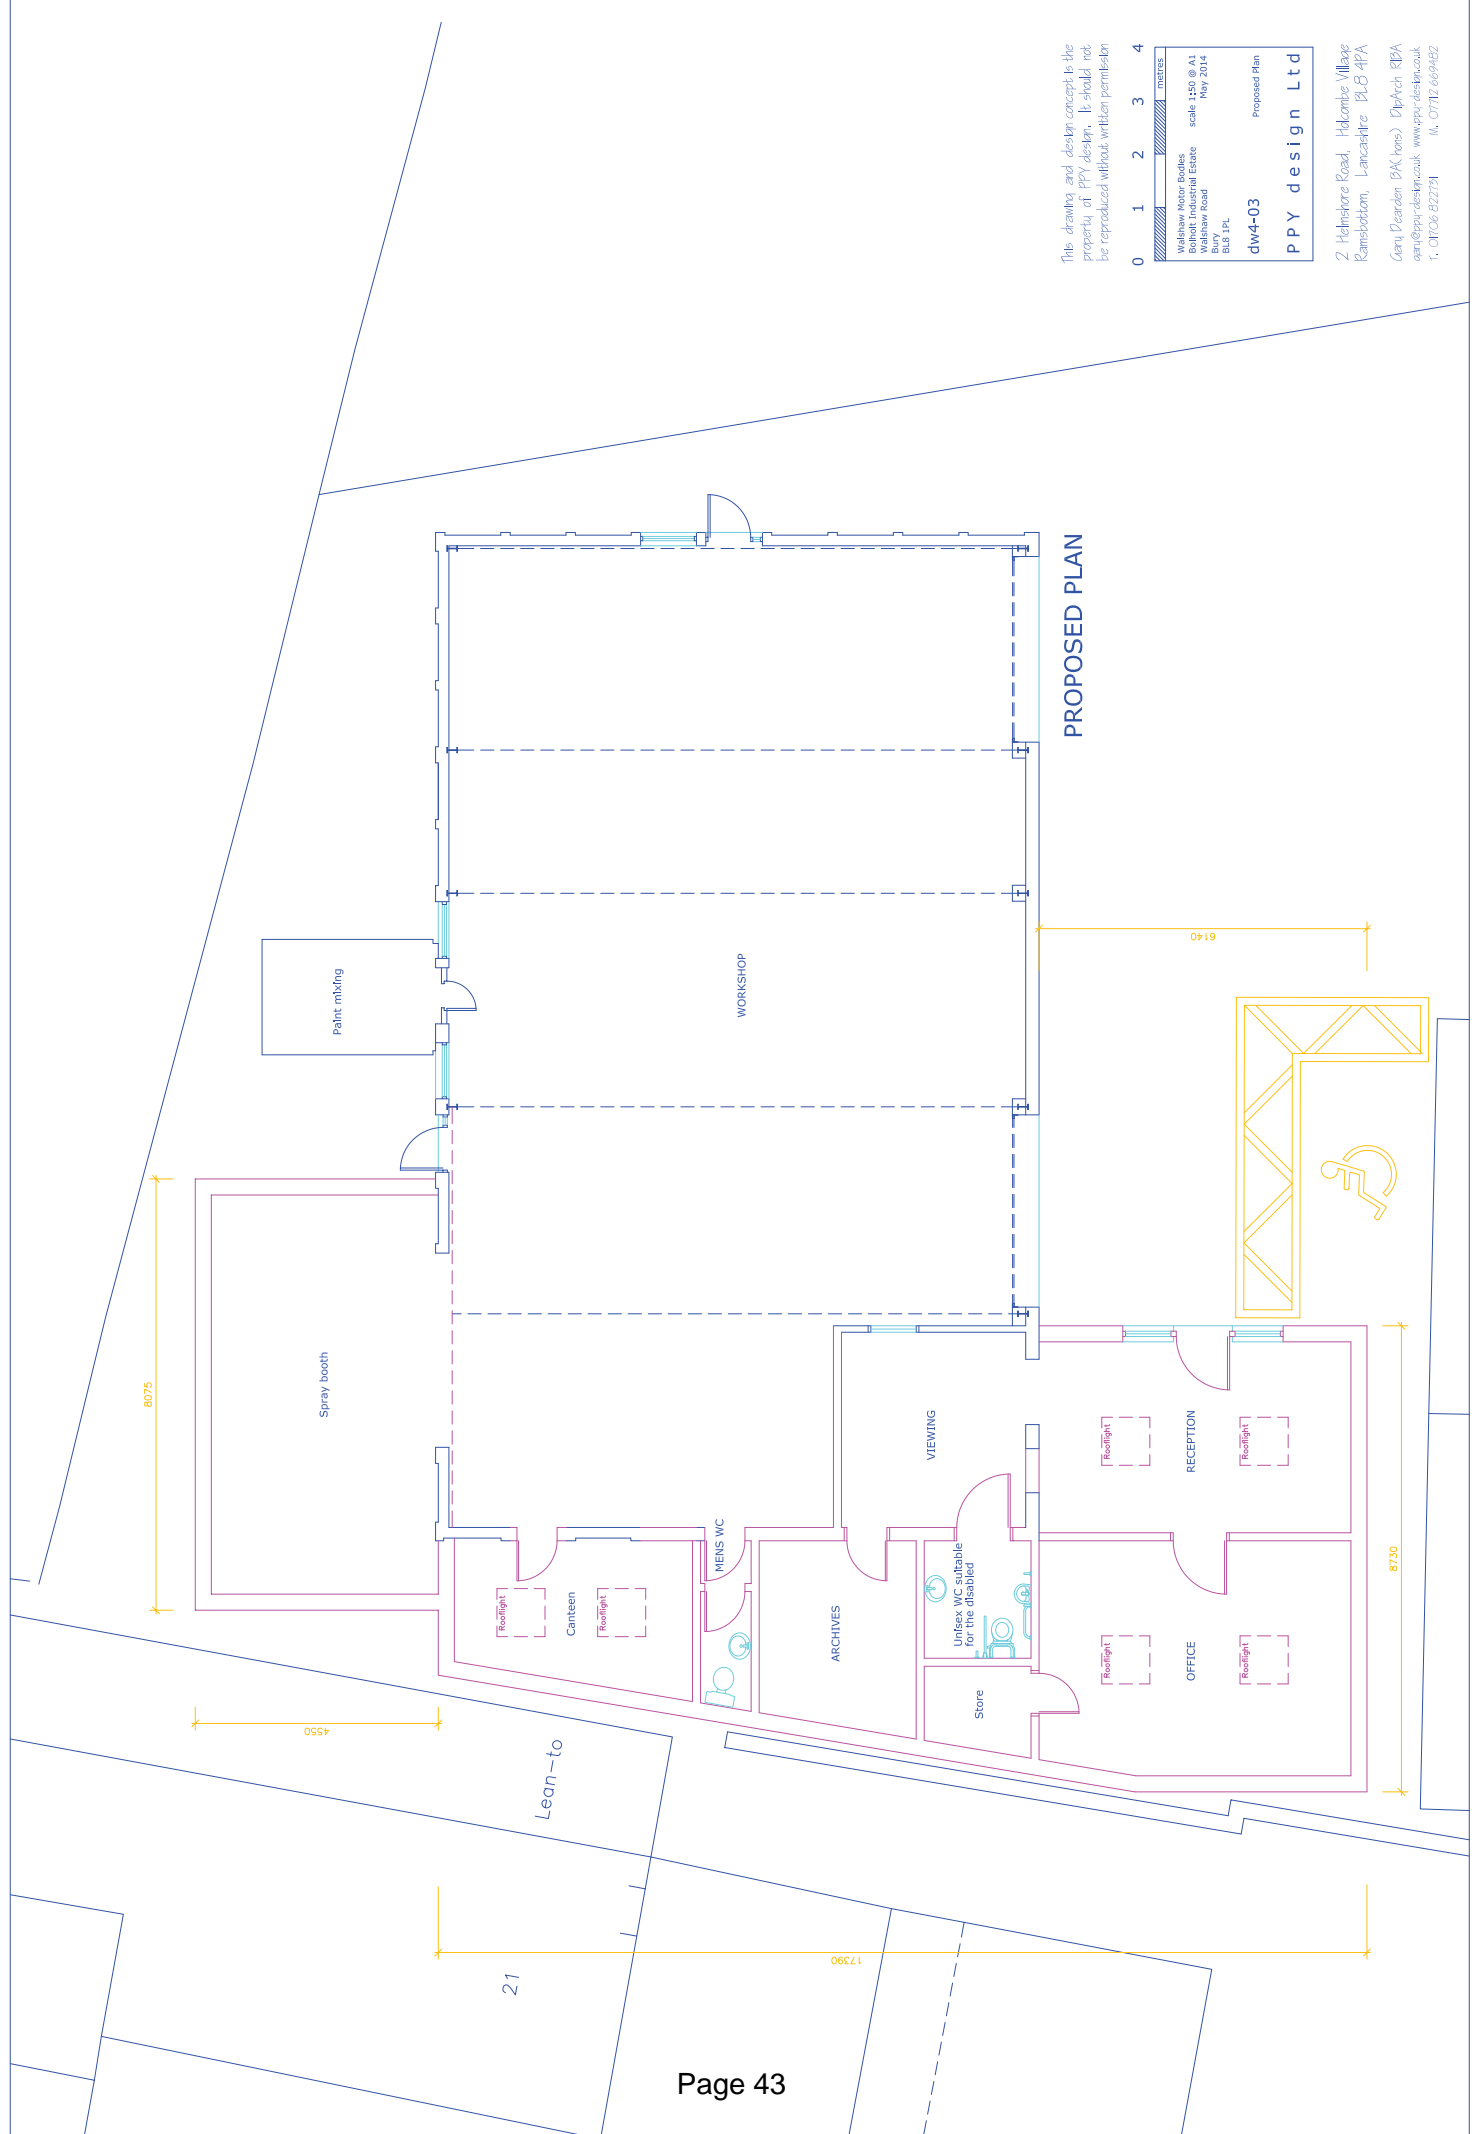 This drawing and design concept is the
property of PPY design. It should not
be reproduced without written permission
0 1 2 3 4
metres
Walshaw Motor Bodies
Bolholt Industrial Estate scale 1:50 @ A1
Walshaw Road May 2014
Bury
BL8 1PL
dw4-03 Proposed Plan
PPY design Ltd
2 Helmshore Road, Holcombe Village
Ramsbottom, Lancashire BL8 4PA
Gary Dearden BA(hons) DipArch RIBA
gary@ppy-design.co.uk www.ppy-design.co.uk
T. 01706 822731 M. 07712 669482
PROPOSED PLAN
Paint mixing
WORKSHOP
6140
8075
Spray booth
VIEWING
RECEPTION
Rooflight
Rooflight
MENS WC
Canteen
Rooflight
Rooflight
ARCHIVES
Unisex WC suitable
for the disabled
Store
OFFICE
Rooflight
Rooflight
8730
4550
Lean-to
17390
21
Page 43